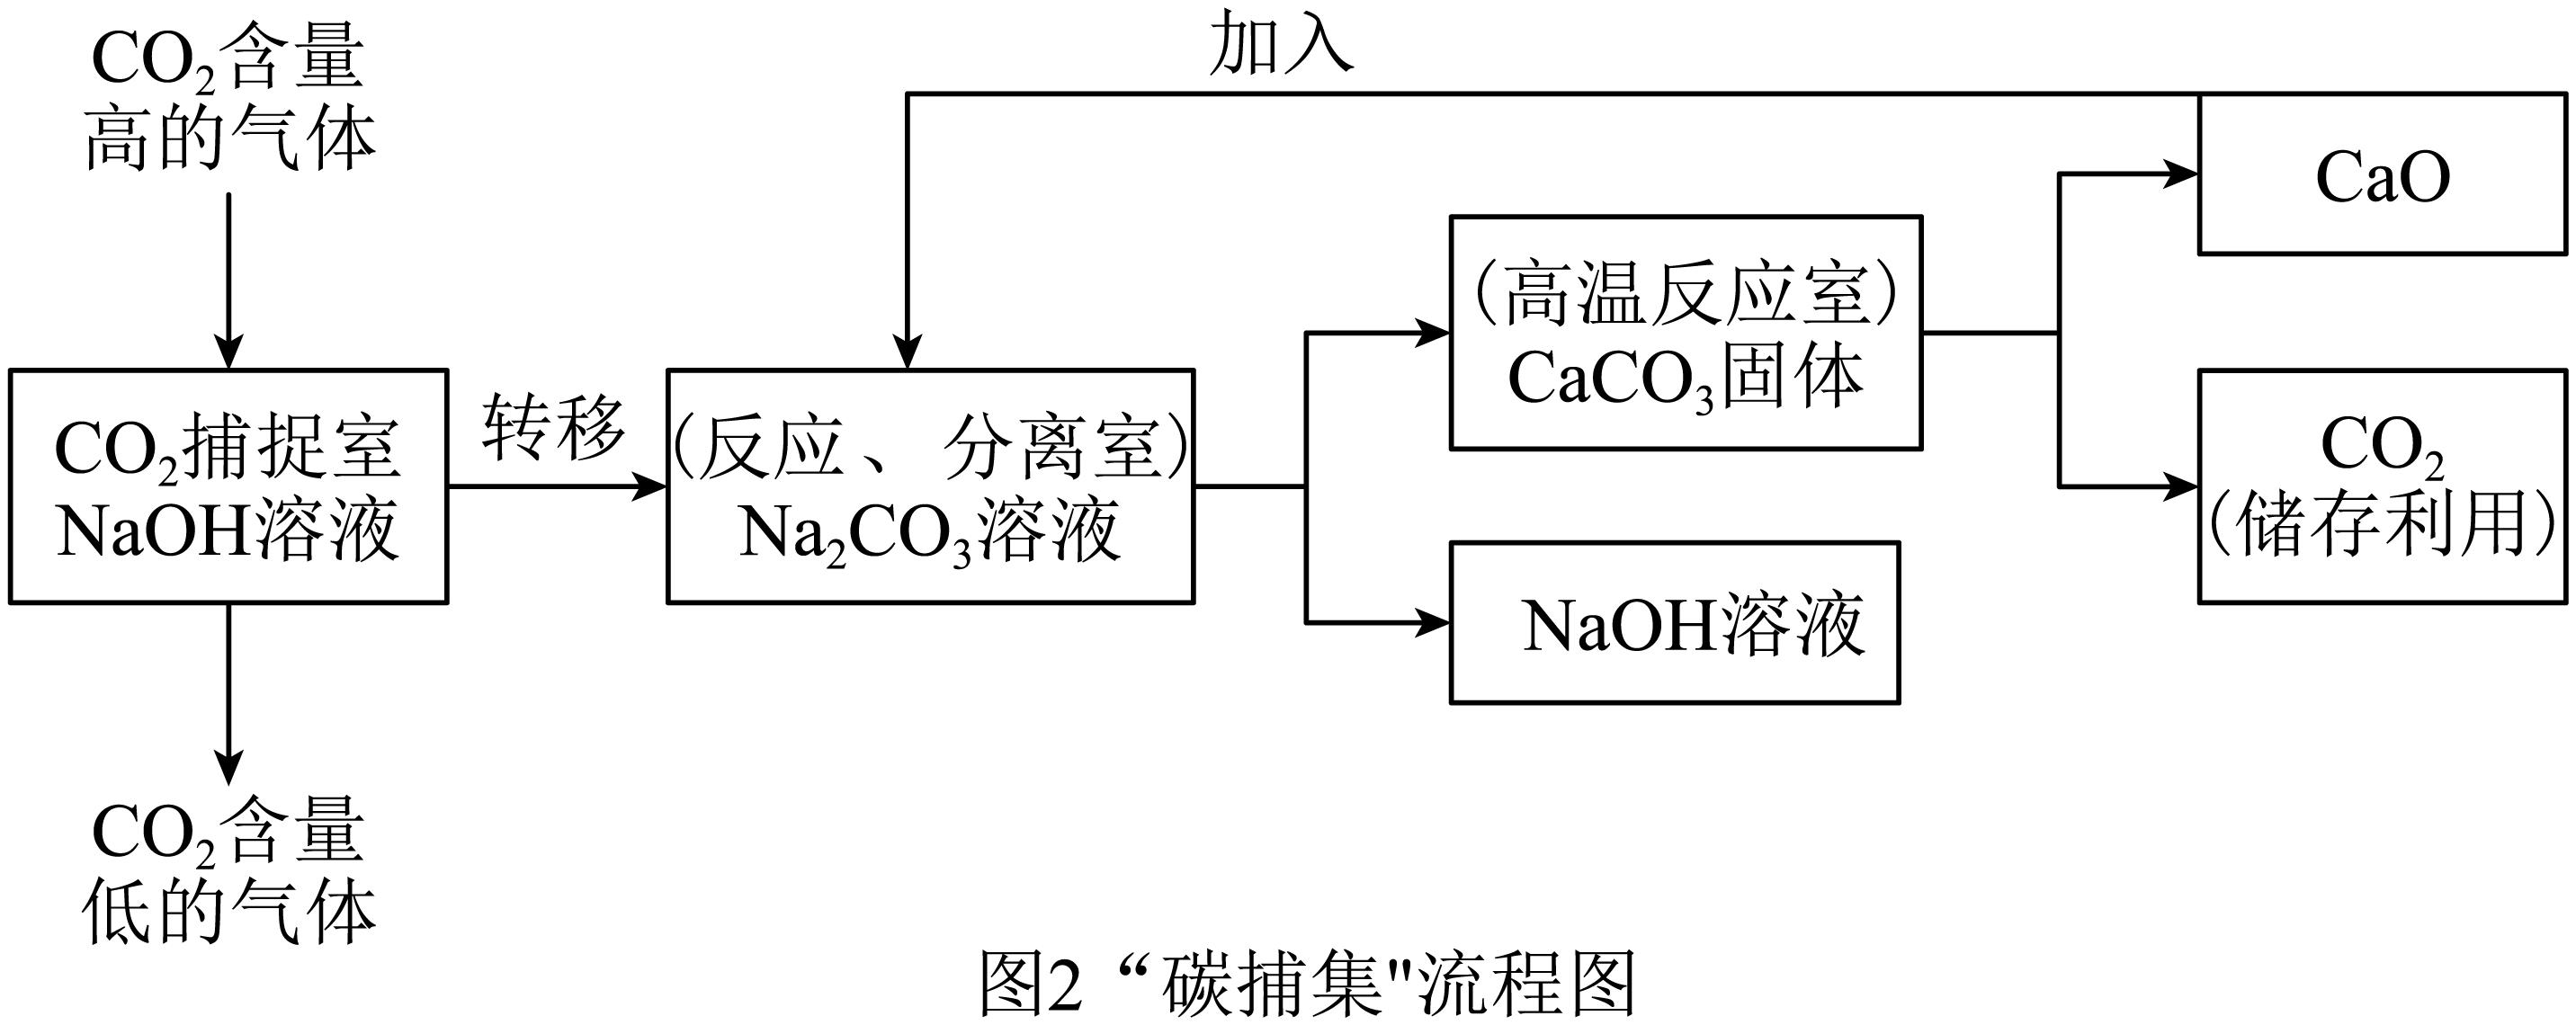 CO₂含量
高的气体
加入
CaO
(高温反应室)
CaCO₃固体
CO₂捕捉室
NaOH溶液
转移
(反应、分离室)
Na₂CO₃溶液
CO₂
(储存利用)
NaOH溶液
CO₂含量
低的气体
图2“碳捕集"流程图